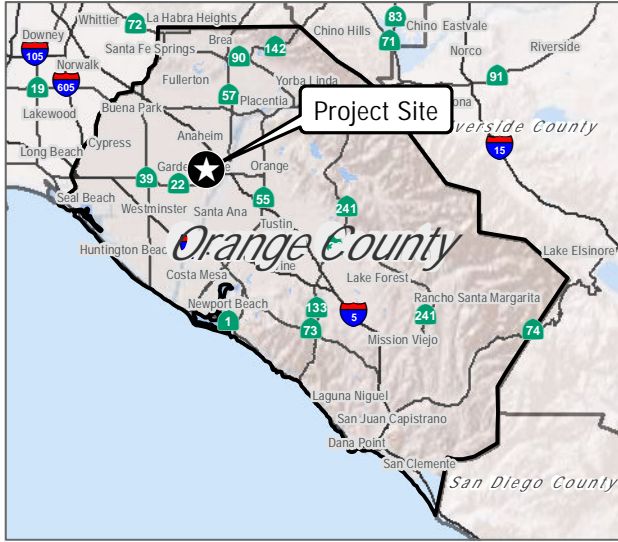 Whittier
72
La Habra Heights
Chino Hills
83
Chino
Eastvale
Downey
105
Santa Fe Springs
Brea
90
142
71
Norco
Riverside
Norwalk
19
605
Fullerton
Yorba Linda
91
Lakewood
Buena Park
57
Placentia
Project Site
Long Beach
Cypress
Anaheim
Riverside County
15
39
22
Orange
Seal Beach
Westminster
Santa Ana
55
241
Tustin
Huntington Beac
Orange County
Lake Elsinore
Costa Mesa
Lake Forest
Newport Beach
Rancho Santa Margarita
1
133
5
241
73
Mission Viejo
74
Laguna Niguel
San Juan Capistrano
Dana Point
San Clemente
San Diego County